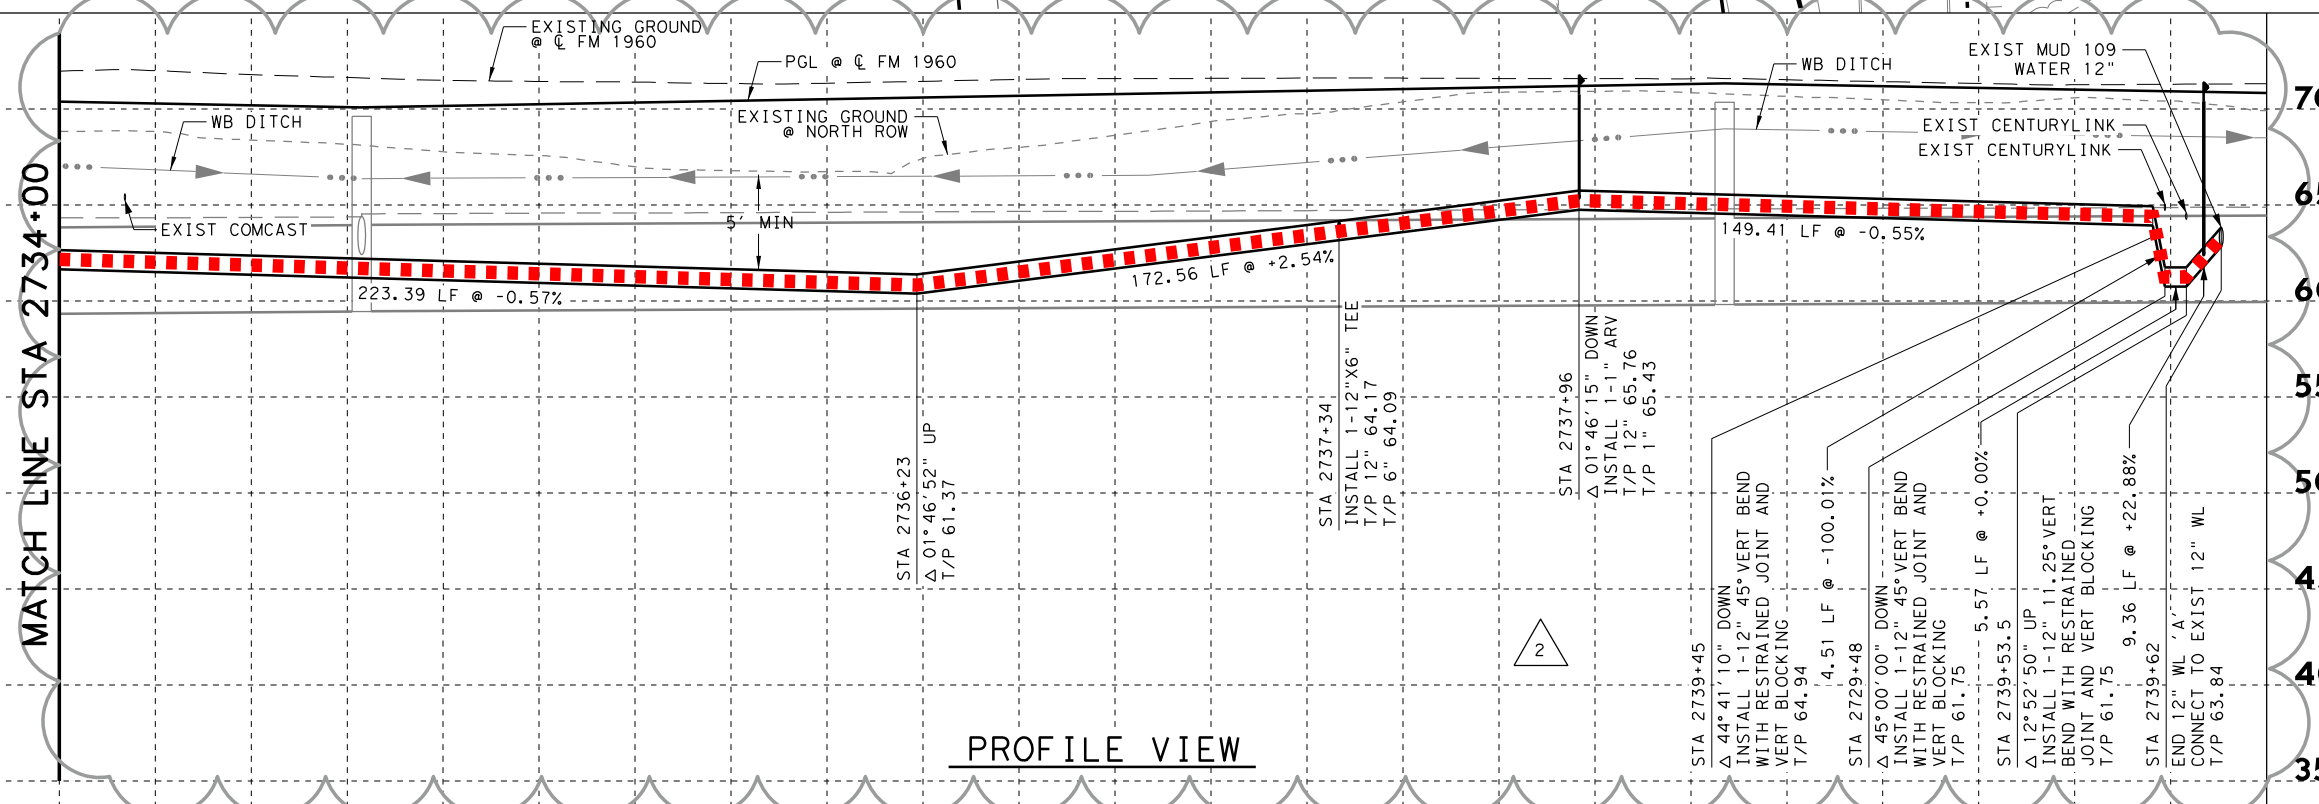 EXISTING GROUND
@ ℄ FM 1960
PGL @ ℄ FM 1960
EXIST MUD 109
WATER 12"
WB DITCH
WB DITCH
EXISTING GROUND
@ NORTH ROW
EXIST CENTURYLINK
EXIST CENTURYLINK
EXIST COMCAST
5' MIN
223.39 LF @ -0.57%
172.56 LF @ +2.54%
149.41 LF @ -0.55%
MATCH LINE STA 2734+00
STA 2736+23
△ 01°46'52" UP
T/P 61.37
STA 2737+34
INSTALL 1-12"X6" TEE
T/P 12" 64.17
T/P 6" 64.09
STA 2737+96
△ 01°46'15" DOWN
INSTALL 1-1" ARV
T/P 12" 65.76
T/P 1" 65.43
STA 2739+45
△ 44°41'10" DOWN
INSTALL 1-12" 45°VERT BEND
WITH RESTRAINED JOINT AND
VERT BLOCKING
T/P 64.94
4.51 LF @ -100.01%
STA 2729+48
△ 45°00'00" DOWN
INSTALL 1-12" 45°VERT BEND
WITH RESTRAINED JOINT AND
VERT BLOCKING
T/P 61.75
5.57 LF @ +0.00%
STA 2739+53.5
△ 12°52'50" UP
INSTALL 1-12" 11.25°VERT
BEND WITH RESTRAINED
JOINT AND VERT BLOCKING
T/P 61.75
9.36 LF @ +22.88%
STA 2739+62
END 12" WL 'A'
CONNECT TO EXIST 12" WL
T/P 63.84
2
PROFILE VIEW